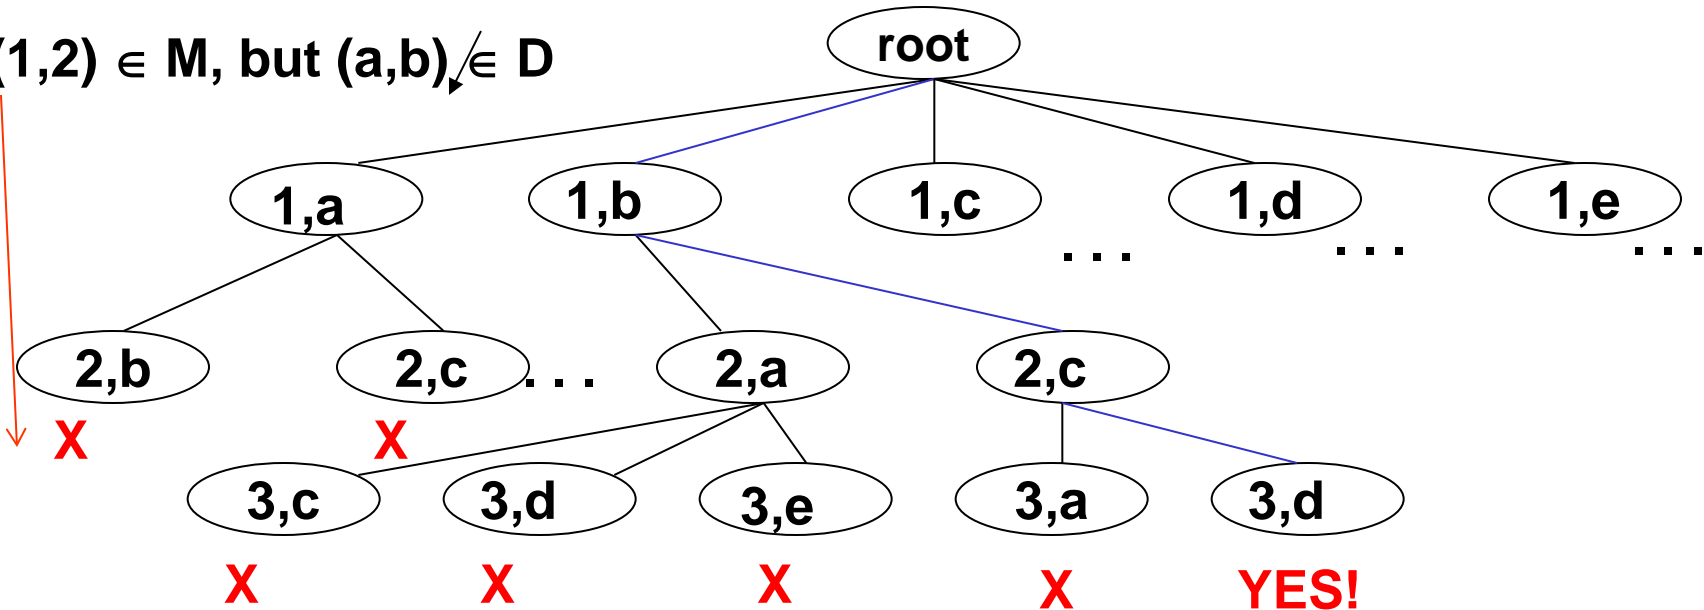 (1,2) ∈ M, but (a,b) ∈ D
root
1,a
1,b
1,c
1,d
1,e
. . .
. . .
. . .
2,b
2,c
. . .
2,a
2,c
X
X
3,c
3,d
3,e
3,a
3,d
X
X
X
X
YES!